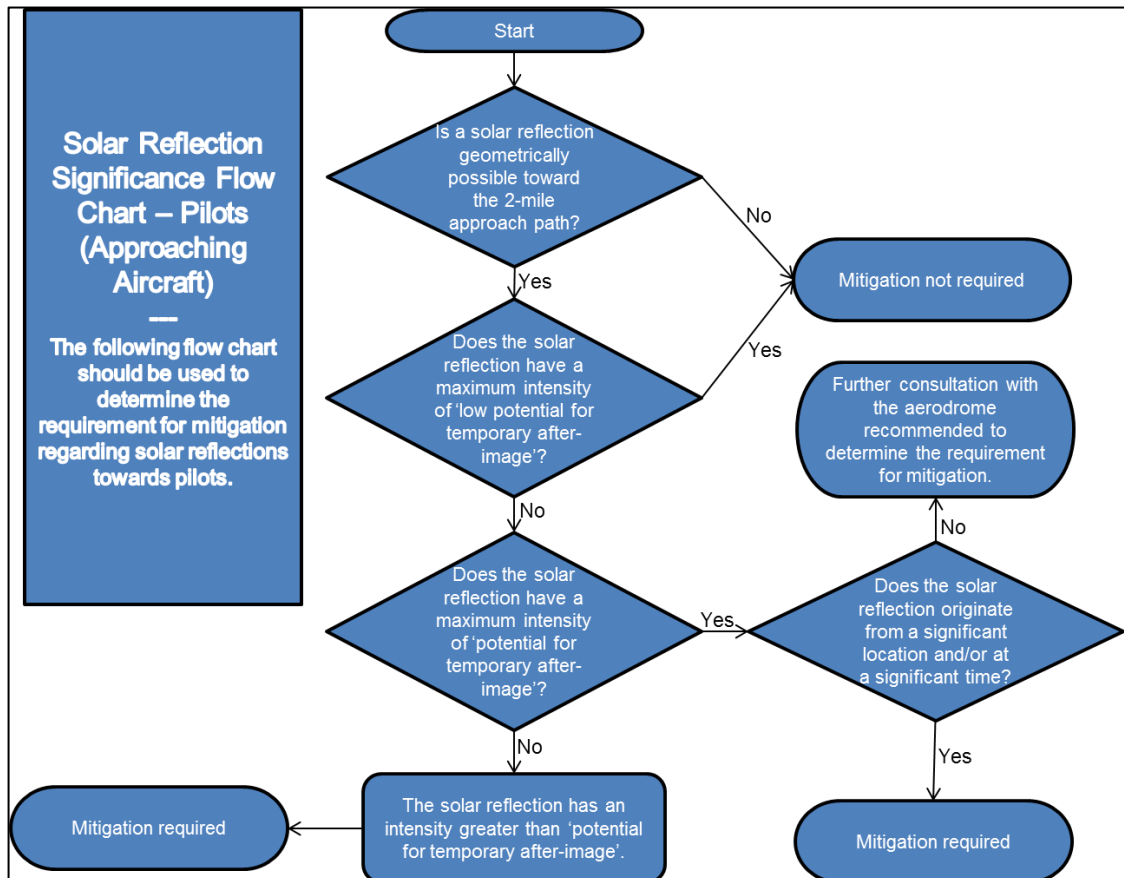 Solar Reflection
Significance Flow
Chart – Pilots
(Approaching
Aircraft)
---
The following flow chart
should be used to
determine the
requirement for mitigation
regarding solar reflections
towards pilots.
Start
Is a solar reflection
geometrically
possible toward
the 2-mile
approach path?
No
Yes
Mitigation not required
Does the solar
reflection have a
maximum intensity
of ‘low potential for
temporary after-
image’?
Yes
No
Further consultation with
the aerodrome
recommended to
determine the requirement
for mitigation.
No
Does the solar
reflection have a
maximum intensity
of ‘potential for
temporary after-
image’?
Yes
Does the solar
reflection originate
from a significant
location and/or at
a significant time?
No
Yes
The solar reflection has an
intensity greater than ‘potential
for temporary after-image’.
Mitigation required
Mitigation required